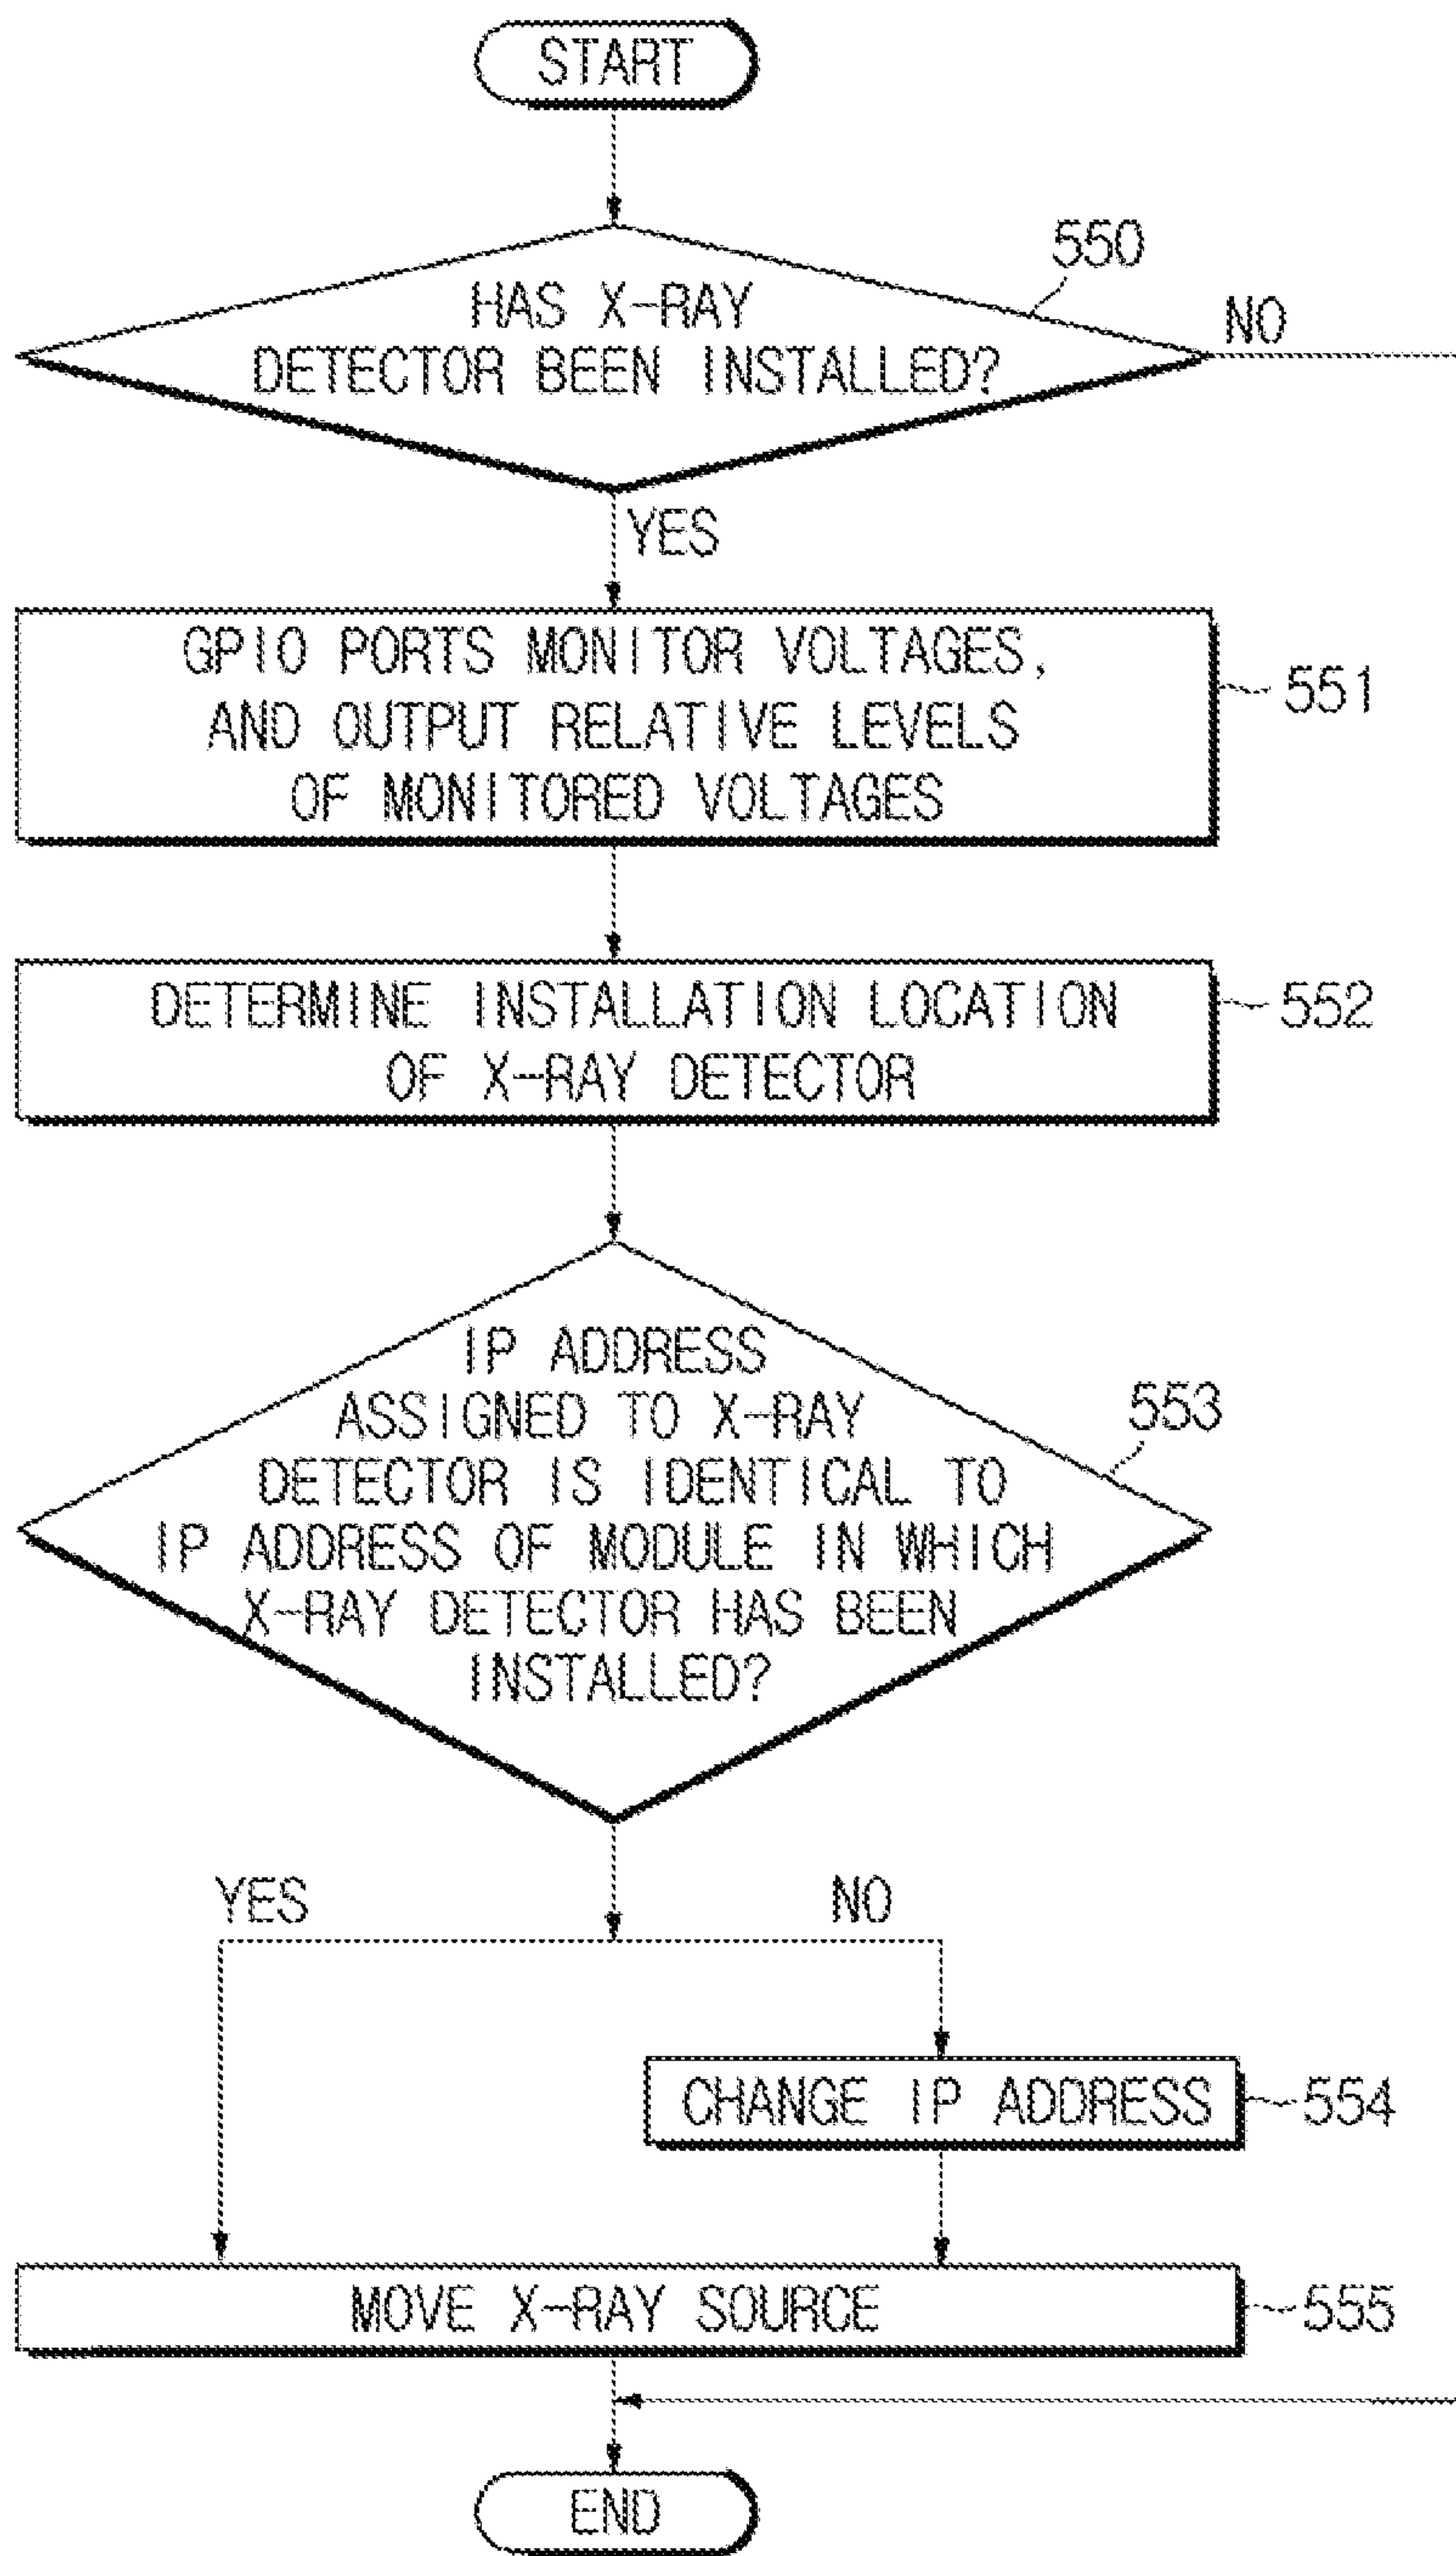 START
550
HAS X-RAY
DETECTOR BEEN INSTALLED?
NO
YES
GPIO PORTS MONITOR VOLTAGES,
AND OUTPUT RELATIVE LEVELS
OF MONITORED VOLTAGES
551
DETERMINE INSTALLATION LOCATION
OF X-RAY DETECTOR
552
IP ADDRESS
ASSIGNED TO X-RAY
DETECTOR IS IDENTICAL TO
IP ADDRESS OF MODULE IN WHICH
X-RAY DETECTOR HAS BEEN
INSTALLED?
553
YES
NO
CHANGE IP ADDRESS
554
MOVE X-RAY SOURCE
555
END